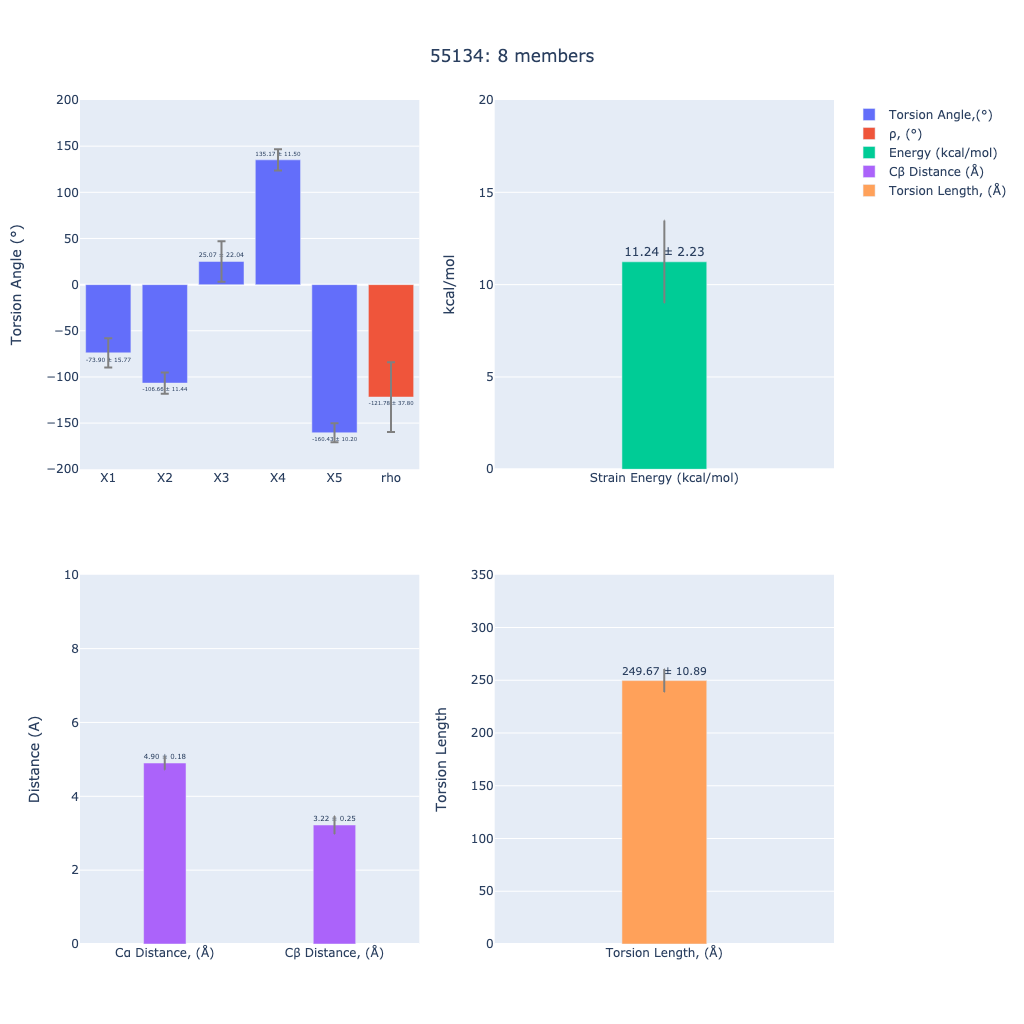 55134: 8 members
Torsion Angle (°)
200
150
100
50
0
−50
−100
−150
−200
-73.90 ± 15.77
-106.66 ± 11.44
25.07 ± 22.04
135.17 ± 11.50
-160.43 ± 10.20
-121.78 ± 37.80
X1 X2 X3 X4 X5 rho
kcal/mol
20
15
10
5
0
11.24 ± 2.23
Strain Energy (kcal/mol)
Torsion Angle,(°)
ρ, (°)
Energy (kcal/mol)
Cβ Distance (Å)
Torsion Length, (Å)
Distance (A)
10
8
6
4
2
0
4.90 ± 0.18
3.22 ± 0.25
Cα Distance, (Å) Cβ Distance, (Å)
Torsion Length
350
300
250
200
150
100
50
0
249.67 ± 10.89
Torsion Length, (Å)